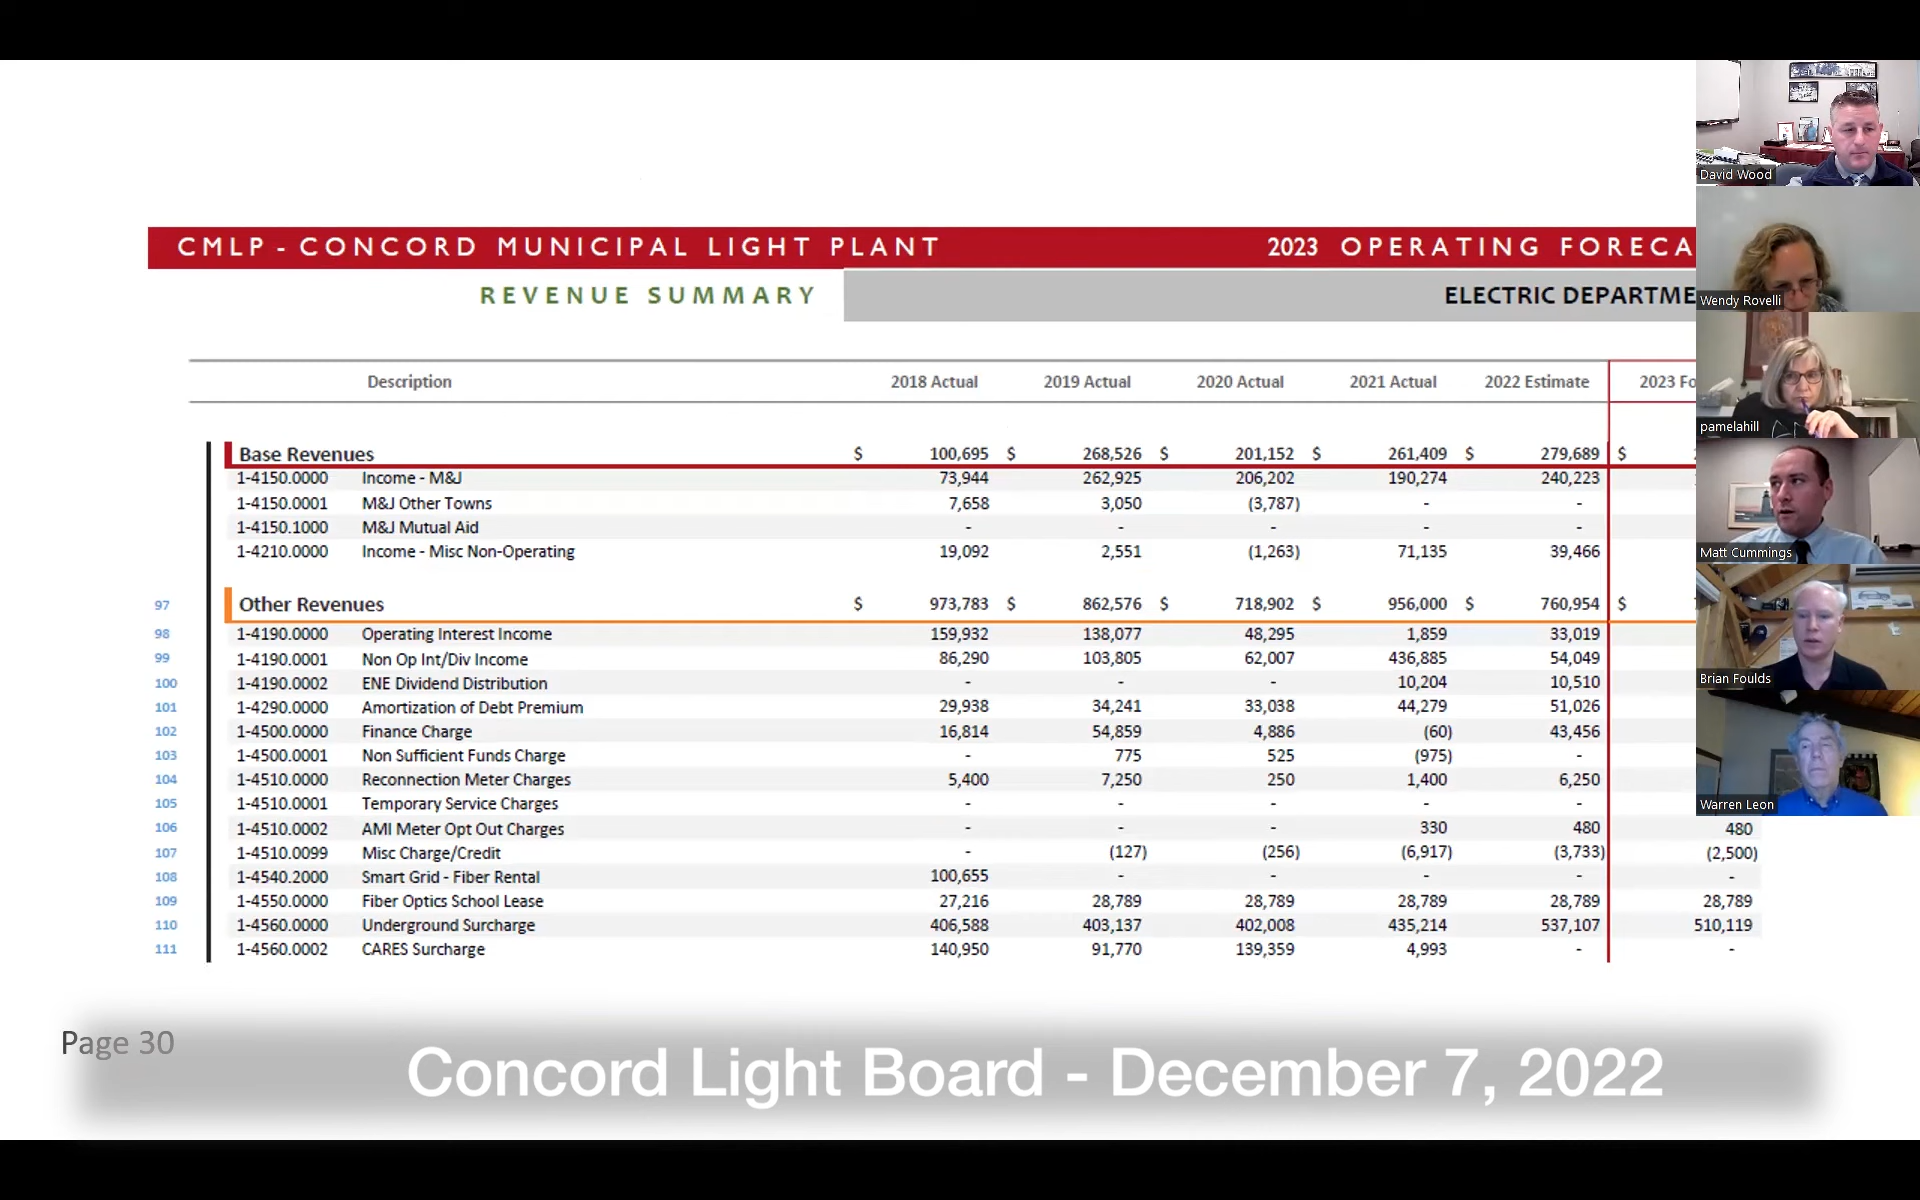 CMLP - CONCORD MUNICIPAL LIGHT PLANT 2023 OPERATING FORECA
REVENUE SUMMARY ELECTRIC DEPARTME
Description 2018 Actual 2019 Actual 2020 Actual 2021 Actual 2022 Estimate 2023 Fo
Base Revenues $ 100,695 $ 268,526 $ 201,152 $ 261,409 $ 279,689 $
1-4150.0000 Income - M&J 73,944 262,925 206,202 190,274 240,223
1-4150.0001 M&J Other Towns 7,658 3,050 (3,787) - -
1-4150.1000 M&J Mutual Aid - - - - -
1-4210.0000 Income - Misc Non-Operating 19,092 2,551 (1,263) 71,135 39,466
97 Other Revenues $ 973,783 $ 862,576 $ 718,902 $ 956,000 $ 760,954 $
98 1-4190.0000 Operating Interest Income 159,932 138,077 48,295 1,859 33,019
99 1-4190.0001 Non Op Int/Div Income 86,290 103,805 62,007 436,885 54,049
100 1-4190.0002 ENE Dividend Distribution - - - 10,204 10,510
101 1-4290.0000 Amortization of Debt Premium 29,938 34,241 33,038 44,279 51,026
102 1-4500.0000 Finance Charge 16,814 54,859 4,886 (60) 43,456
103 1-4500.0001 Non Sufficient Funds Charge - 775 525 (975) -
104 1-4510.0000 Reconnection Meter Charges 5,400 7,250 250 1,400 6,250
105 1-4510.0001 Temporary Service Charges - - - - -
106 1-4510.0002 AMI Meter Opt Out Charges - - - 330 480 480
107 1-4510.0099 Misc Charge/Credit - (127) (256) (6,917) (3,733) (2,500)
108 1-4540.2000 Smart Grid - Fiber Rental 100,655 - - - - -
109 1-4550.0000 Fiber Optics School Lease 27,216 28,789 28,789 28,789 28,789 28,789
110 1-4560.0000 Underground Surcharge 406,588 403,137 402,008 435,214 537,107 510,119
111 1-4560.0002 CARES Surcharge 140,950 91,770 139,359 4,993 - -
Page 30
Concord Light Board - December 7, 2022
David Wood
Wendy Rovelli
pamelahill
Matt Cummings
Brian Foulds
Warren Leon